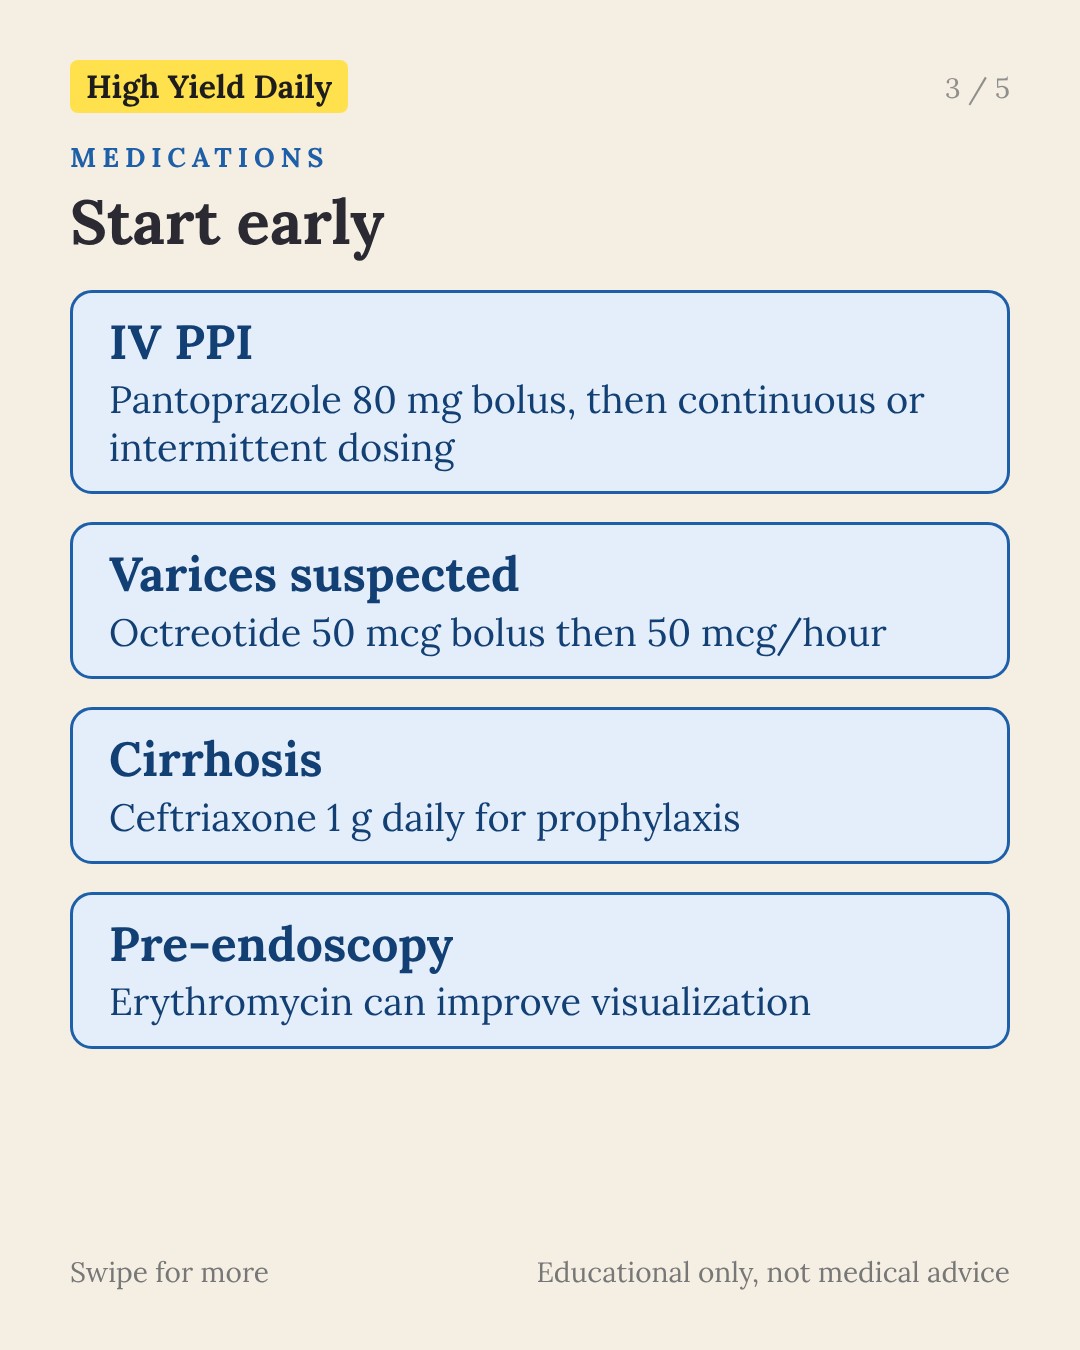 High Yield Daily
3 / 5
MEDICATIONS
Start early
IV PPI
Pantoprazole 80 mg bolus, then continuous or
intermittent dosing
Varices suspected
Octreotide 50 mcg bolus then 50 mcg/hour
Cirrhosis
Ceftriaxone 1 g daily for prophylaxis
Pre-endoscopy
Erythromycin can improve visualization
Swipe for more
Educational only, not medical advice